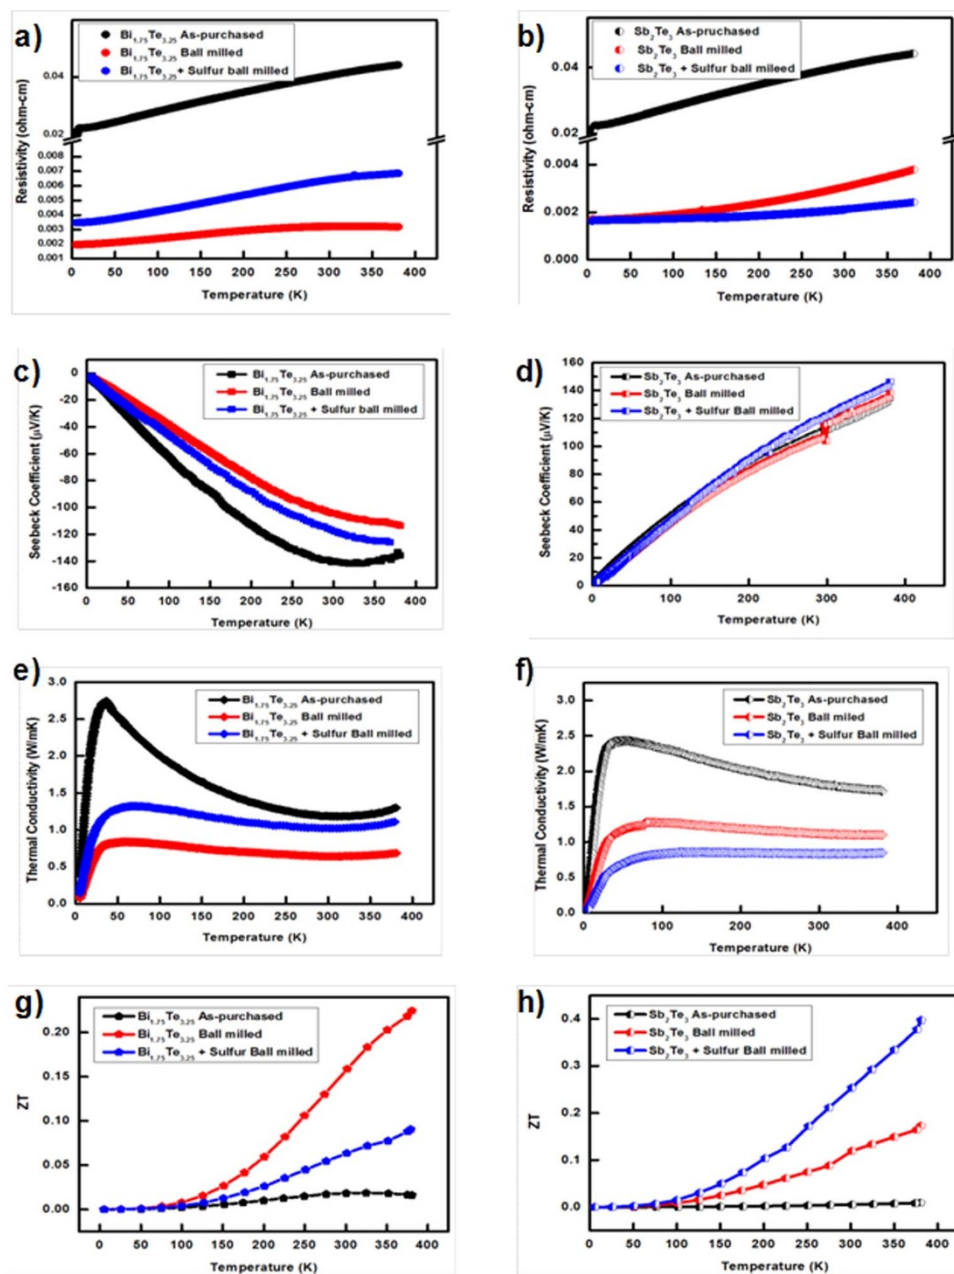 a)
Bi1.75Te3.25 As-purchased
Bi1.75Te3.25 Ball milled
Bi1.75Te3.25 + Sulfur ball milled
0.04
0.02
0.008
0.007
0.006
0.005
0.004
0.003
0.002
0.001
Resistivity (ohm-cm)
0 50 100 150 200 250 300 350 400
Temperature (K)
b)
Sb2Te3 As-pruchased
Sb2Te3 Ball milled
Sb2Te3 + Sulfur ball mileed
0.04
0.02
0.004
0.002
0.000
Resistivity (ohm-cm)
0 50 100 150 200 250 300 350 400
Temperature (K)
c)
Bi1.75Te3.25 As-purchased
Bi1.75Te3.25 Ball milled
Bi1.75Te3.25 + Sulfur ball milled
0
-20
-40
-60
-80
-100
-120
-140
-160
Seebeck Coefficient (μV/K)
0 50 100 150 200 250 300 350 400
Temperature (K)
d)
Sb2Te3 As-purchased
Sb2Te3 Ball milled
Sb2Te3 + Sulfur Ball milled
160
140
120
100
80
60
40
20
0
Seebeck Coefficient (μV/K)
0 100 200 300 400
Temperature (K)
e)
Bi1.75Te3.25 As-purchased
Bi1.75Te3.25 Ball milled
Bi1.75Te3.25 + Sulfur Ball milled
3.0
2.5
2.0
1.5
1.0
0.5
0.0
Thermal Conductivity (W/mK)
0 50 100 150 200 250 300 350 400
Temperature (K)
f)
Sb2Te3 As-purchased
Sb2Te3 Ball miled
Sb2Te3 + Sulfur Ball milled
3.0
2.5
2.0
1.5
1.0
0.5
0.0
Thermal Conductivity (W/mK)
0 100 200 300 400
Temperature (K)
g)
Bi1.75Te3.25 As-purchased
Bi1.75Te3.25 Ball milled
Bi1.75Te3.25 + Sulfur Ball milled
0.20
0.15
0.10
0.05
0.00
ZT
0 50 100 150 200 250 300 350 400
Temperature (K)
h)
Sb2Te3 As-purchased
Sb2Te3 Ball milled
Sb2Te3 + Sulfur Ball milled
0.4
0.3
0.2
0.1
0.0
ZT
0 50 100 150 200 250 300 350 400
Temperature (K)